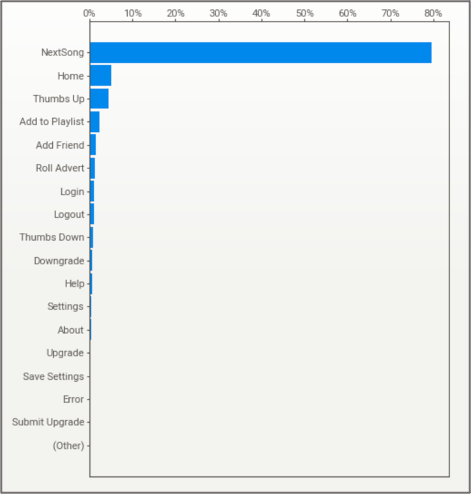 0% 10% 20% 30% 40% 50% 60% 70% 80%
NextSong
Home
Thumbs Up
Add to Playlist
Add Friend
Roll Advert
Login
Logout
Thumbs Down
Downgrade
Help
Settings
About
Upgrade
Save Settings
Error
Submit Upgrade
(Other)